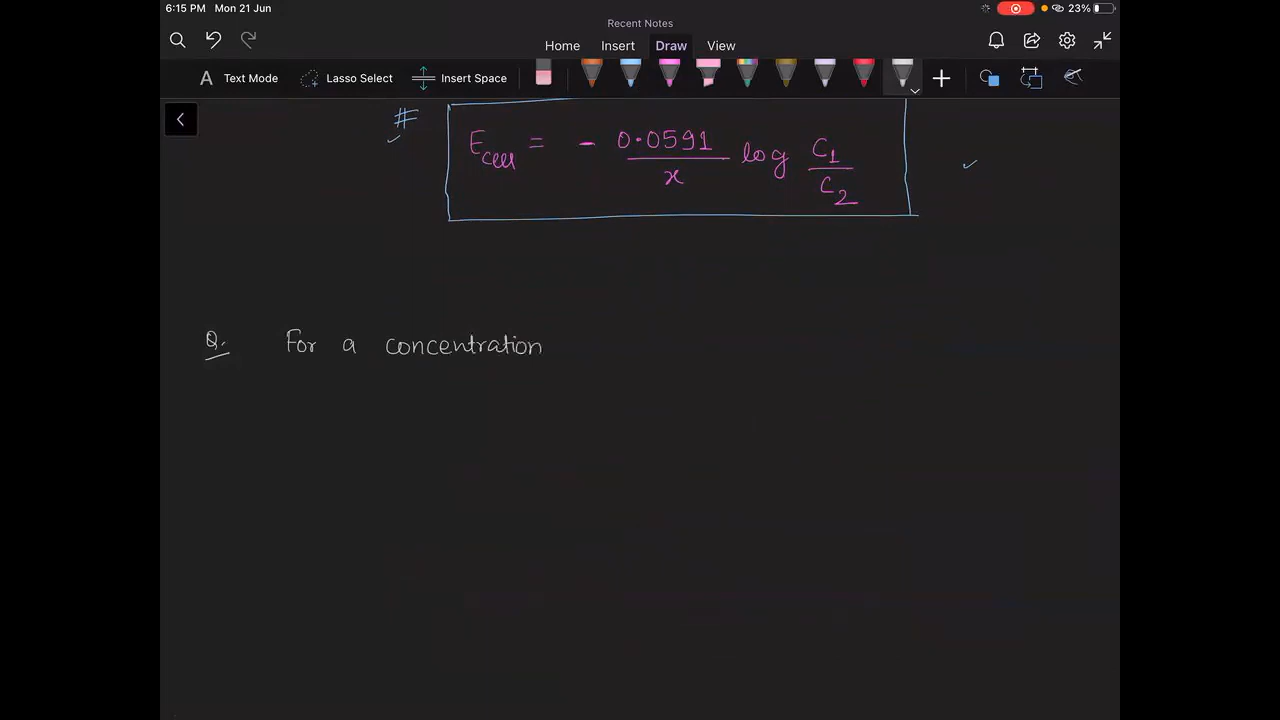 6:15 PM Mon 21 Jun 23%
Recent Notes
Home Insert Draw View
A Text Mode Lasso Select Insert Space
#
E_cell = - 0.0591/x log C₁/C₂
Q. For a concentration